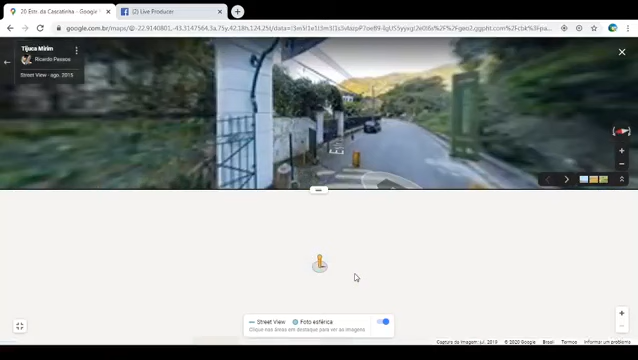 20 Estr. da Cascatinha - Google
Live Producer
google.com.br/maps/@-22.9140801,-43.3147564,3a,75y,42.18h,124.25t/data=
Tijuca Mirim
Ricardo Passos
Street View - ago. 2015
Street View
Foto esférica
Clique nas áreas em destaque para ver as imagens
Captura da imagem: jul. 2019 © 2020 Google Brasil Termos Informar um problema